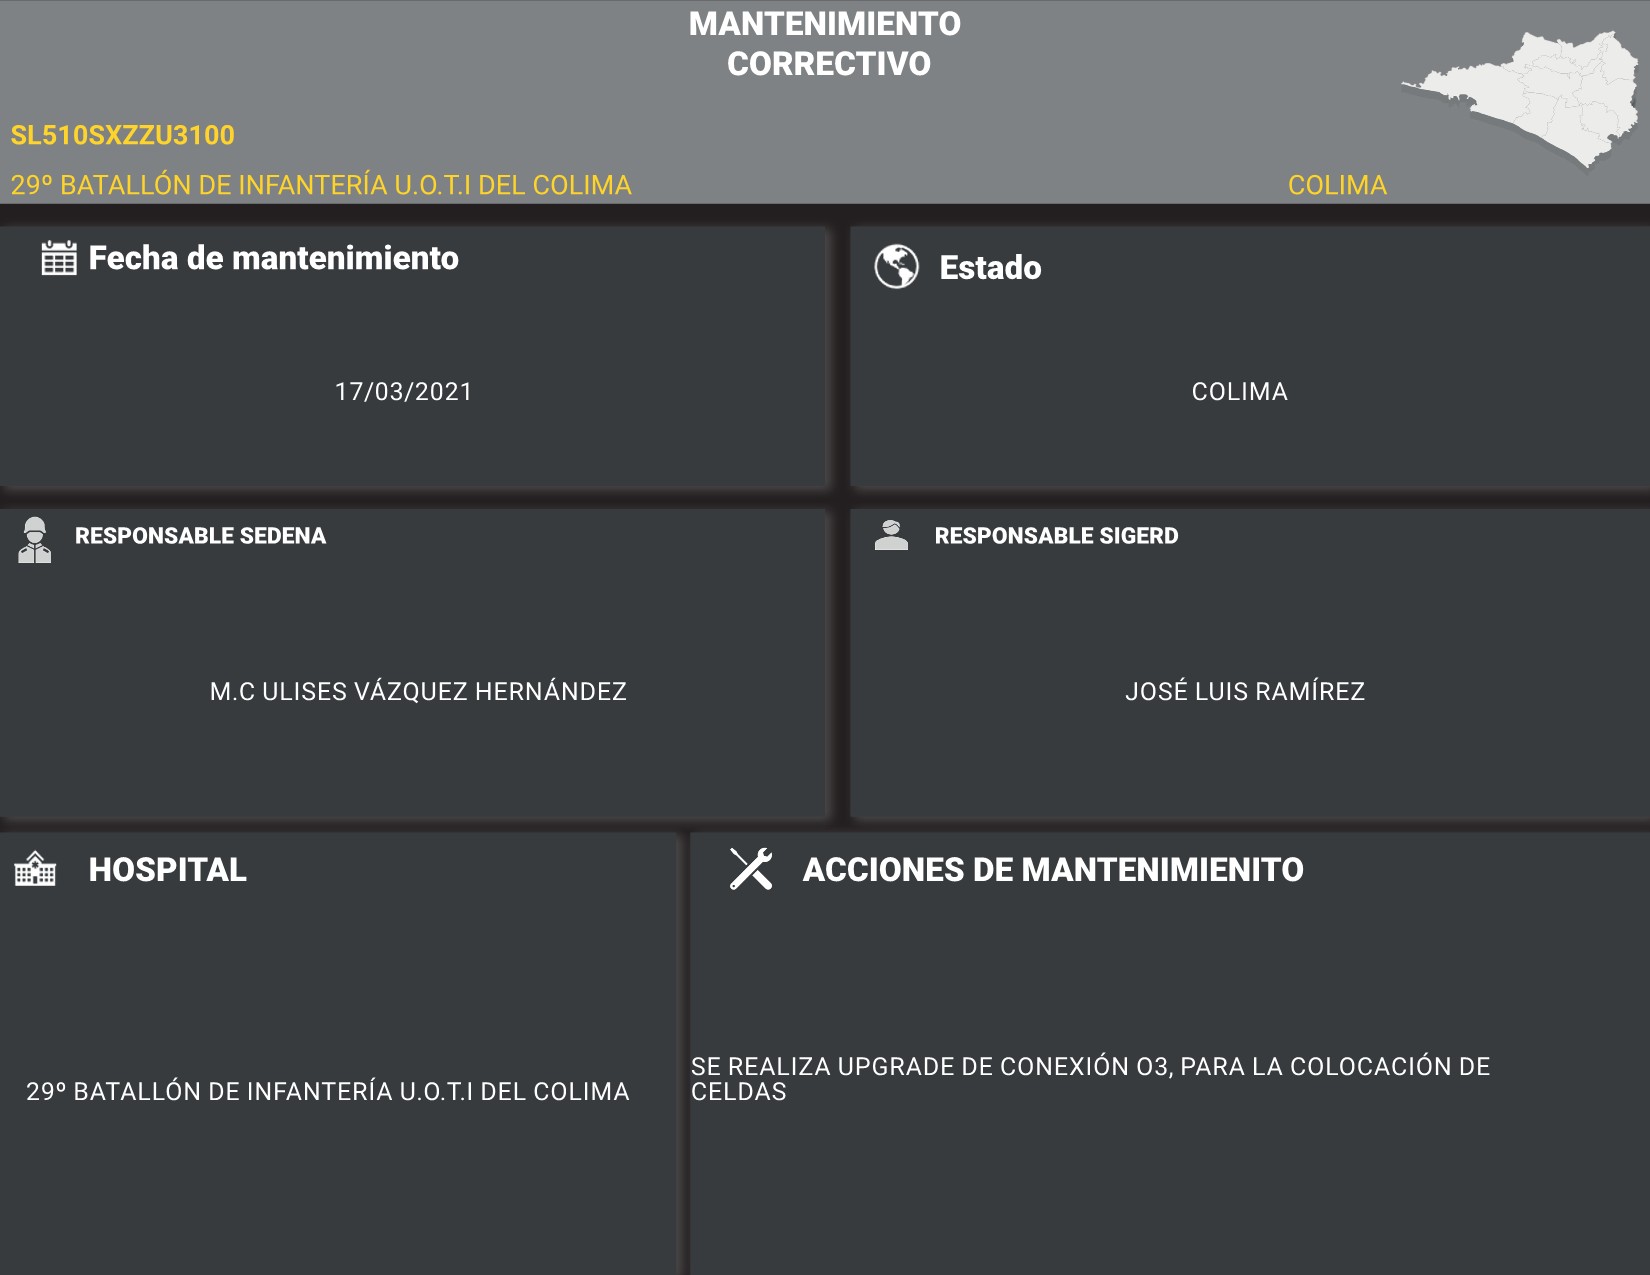 MANTENIMIENTO
CORRECTIVO
SL510SXZZU3100
29º BATALLÓN DE INFANTERÍA U.O.T.I DEL COLIMA
COLIMA
Fecha de mantenimiento
Estado
17/03/2021
COLIMA
RESPONSABLE SEDENA
RESPONSABLE SIGERD
M.C ULISES VÁZQUEZ HERNÁNDEZ
JOSÉ LUIS RAMÍREZ
HOSPITAL
ACCIONES DE MANTENIMIENITO
29º BATALLÓN DE INFANTERÍA U.O.T.I DEL COLIMA
SE REALIZA UPGRADE DE CONEXIÓN O3, PARA LA COLOCACIÓN DE
CELDAS